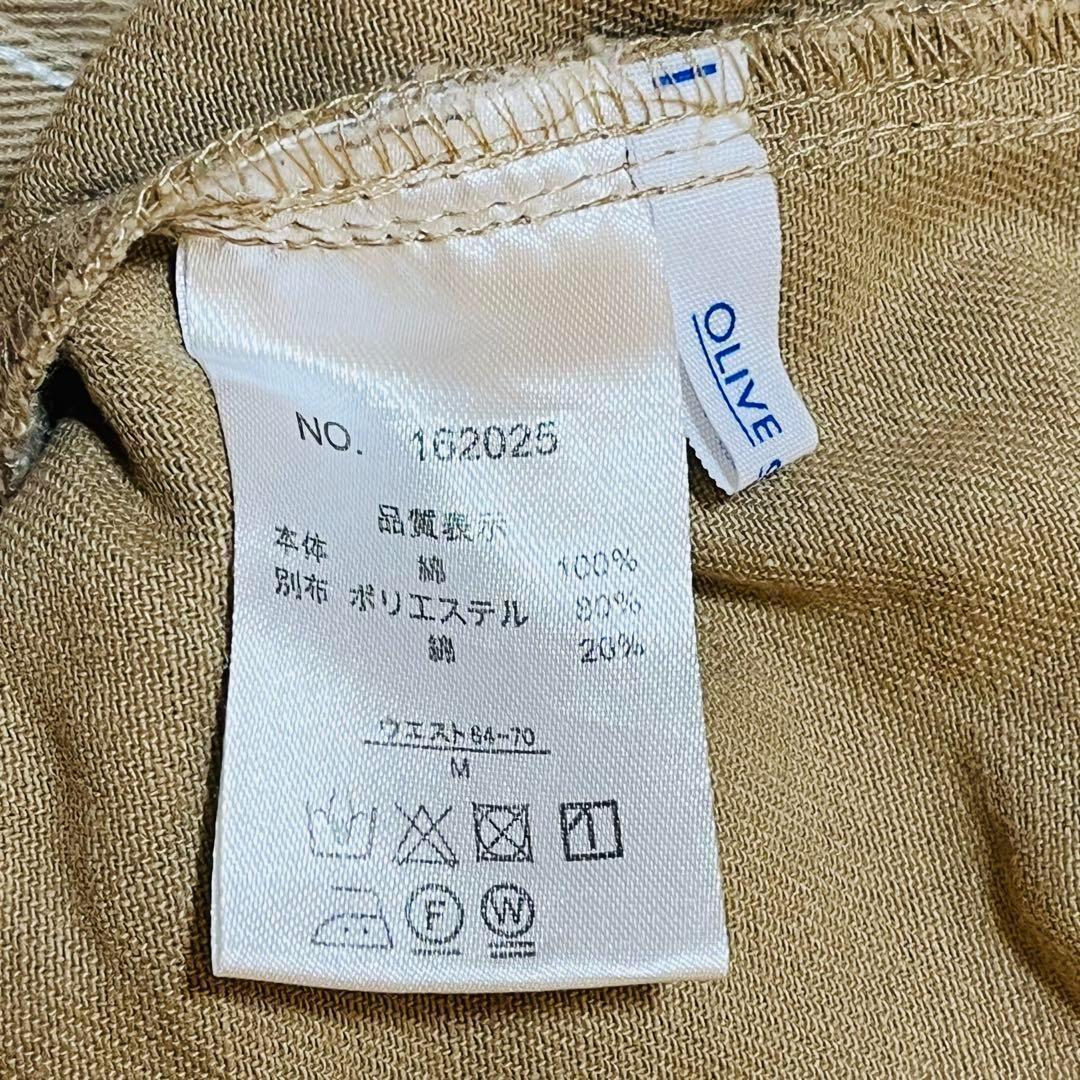 NO. 162025
品質表示
本体 綿 100%
別布 ポリエステル 80%
綿 20%
ウエスト64-70
M
1
F W
OLIVE